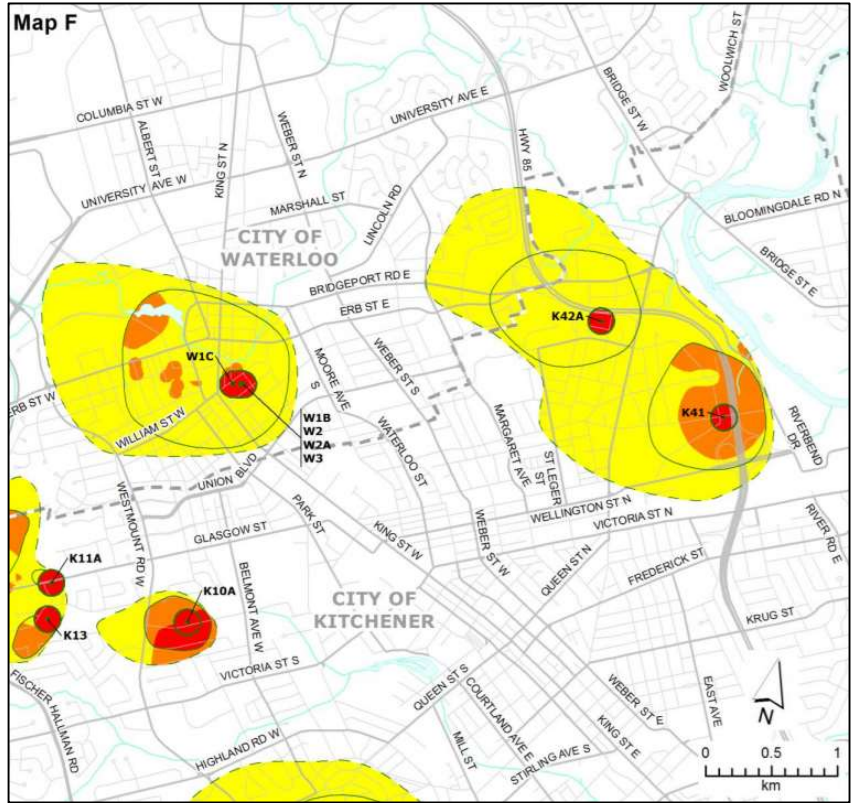 Map F
COLUMBIA ST W
ALBERT ST
KING ST N
WEBER ST N
UNIVERSITY AVE E
HWY 85
BRIDGE ST W
WOOLWICH ST
UNIVERSITY AVE W
MARSHALL ST
LINCOLN RD
BLOOMINGDALE RD N
BRIDGE ST E
CITY OF
WATERLOO
BRIDGEPORT RD E
ERB ST E
K42A
W1C
MOORE AVE S
WEBER ST S
ERB ST W
WILLIAM ST W
W1B
W2
W2A
W3
K41
MARGARET AVE
ST LEGER ST
RIVERBEND DR
WATERLOO ST
UNION BLVD
WESTMOUNT RD W
PARK ST
KING ST W
WELLINGTON ST N
VICTORIA ST N
GLASGOW ST
WEBER ST W
QUEEN ST N
FREDERICK ST
RIVER RD E
K11A
K10A
K13
BELMONT AVE W
CITY OF
KITCHENER
KRUG ST
VICTORIA ST S
FISCHER HALLMAN RD
QUEEN ST S
COURTLAND AVE E
WEBER ST E
EAST AVE
HIGHLAND RD W
MILL ST
STIRLING AVE S
KING ST E
N
0 0.5 1
km